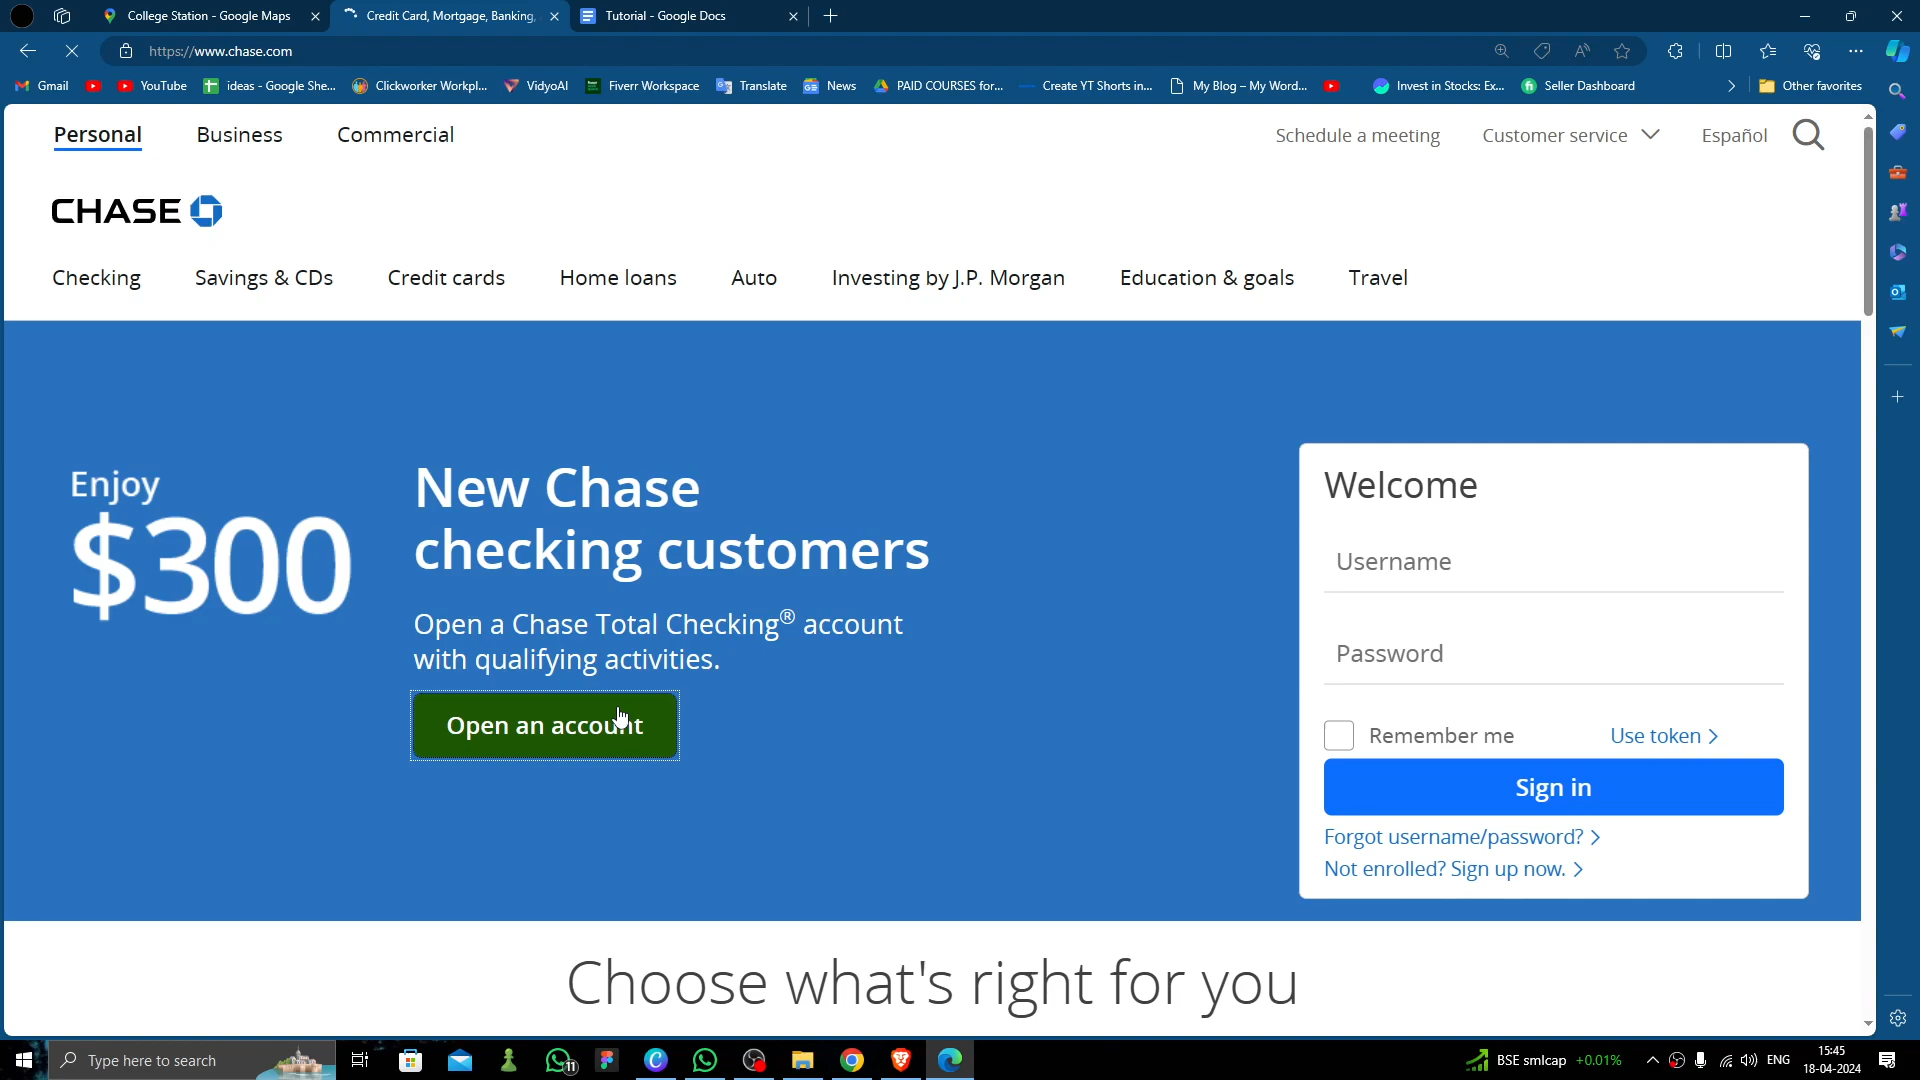 College Station - Google Maps
Credit Card, Mortgage, Banking,
Tutorial - Google Docs
https://www.chase.com
Gmail
YouTube
ideas - Google She...
Clickworker Workpl...
VidyoAI
Fiverr Workspace
Translate
News
PAID COURSES for...
Create YT Shorts in...
My Blog – My Word...
Invest in Stocks: Ex...
Seller Dashboard
Other favorites
Personal
Business
Commercial
Schedule a meeting
Customer service
Español
CHASE
Checking
Savings & CDs
Credit cards
Home loans
Auto
Investing by J.P. Morgan
Education & goals
Travel
Enjoy
$300
New Chase
checking customers
Open a Chase Total Checking® account
with qualifying activities.
Open an account
Welcome
Username
Password
Remember me
Use token
Sign in
Forgot username/password?
Not enrolled? Sign up now.
Choose what's right for you
Type here to search
11
BSE smlcap +0.01%
ENG
15:45
18-04-2024